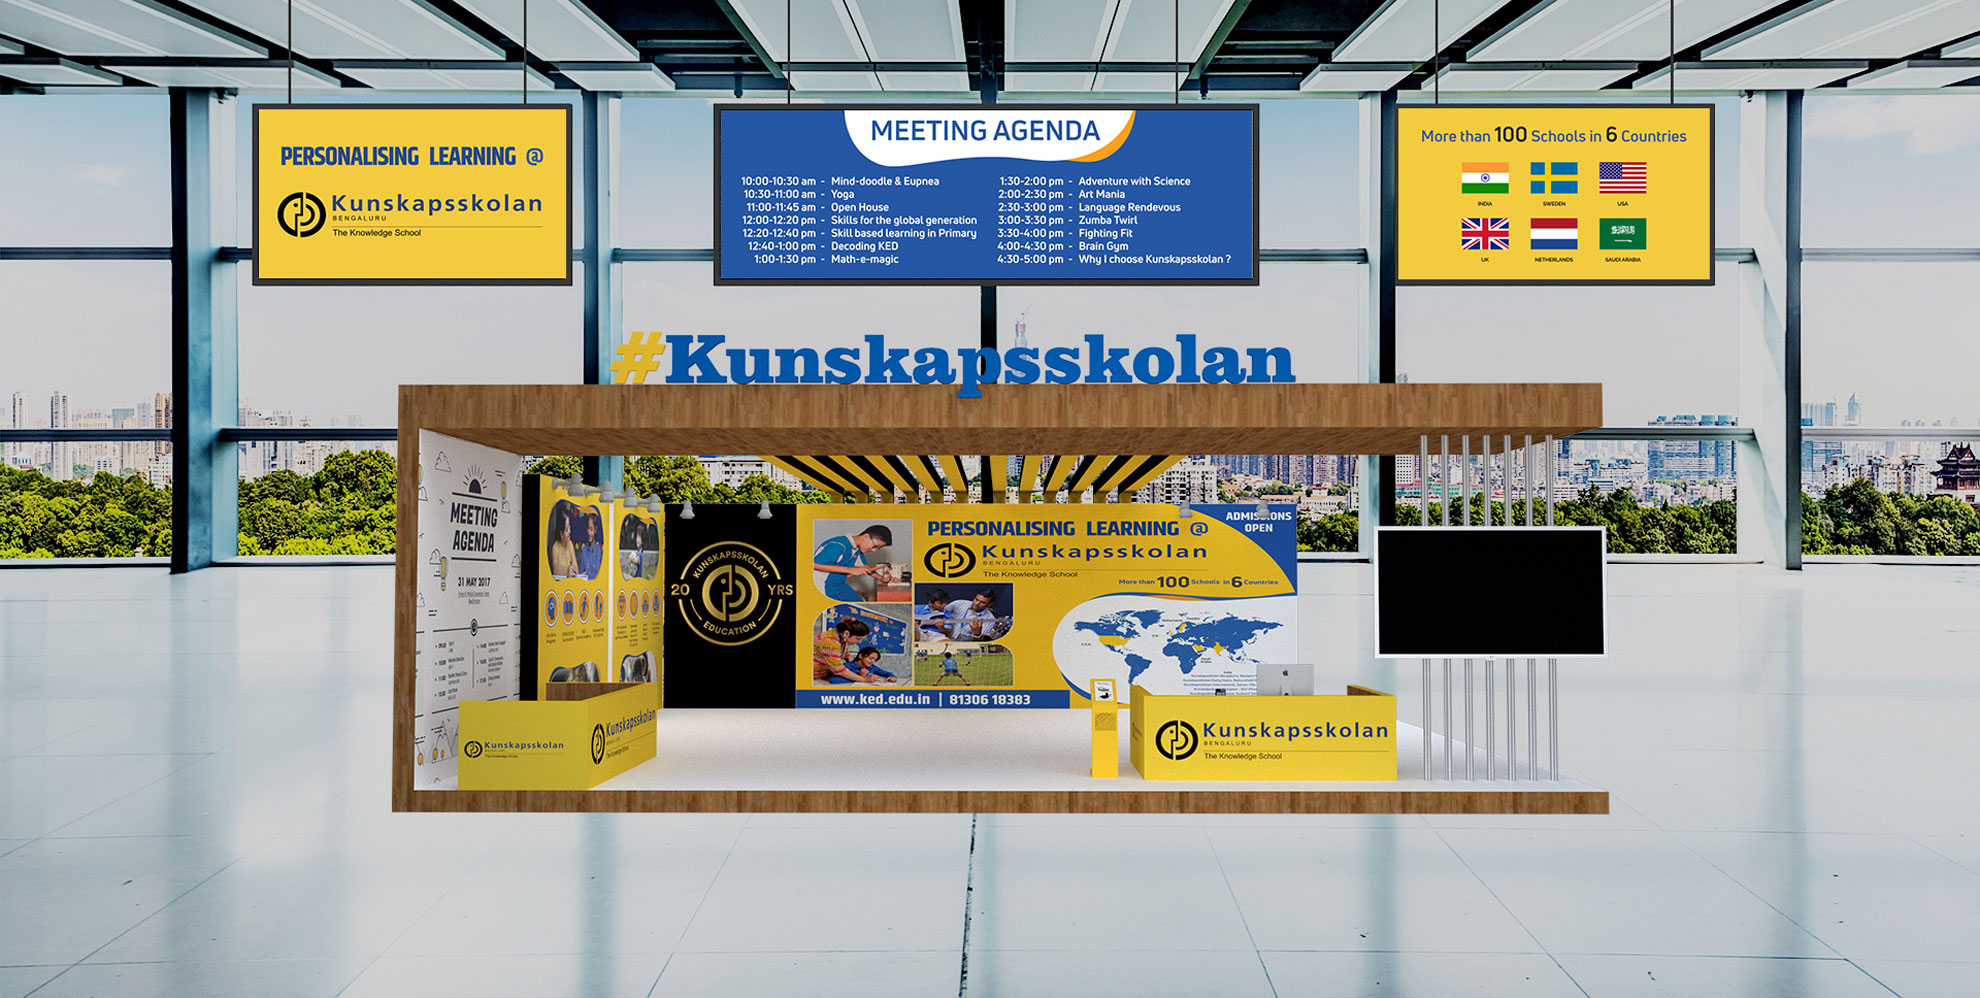 PERSONALISING LEARNING @
Kunskapsskolan
BENGALURU
The Knowledge School
MEETING AGENDA
10:00-10:30 am - Mind-doodle & Eupnea
10:30-11:00 am - Yoga
11:00-11:45 am - Open House
12:00-12:20 pm - Skills for the global generation
12:20-12:40 pm - Skill based learning in Primary
12:40-1:00 pm - Decoding KED
1:00-1:30 pm - Math-e-magic
1:30-2:00 pm - Adventure with Science
2:00-2:30 pm - Art Mania
2:30-3:00 pm - Language Rendevous
3:00-3:30 pm - Zumba Twirl
3:30-4:00 pm - Fighting Fit
4:00-4:30 pm - Brain Gym
4:30-5:00 pm - Why I choose Kunskapsskolan ?
More than 100 Schools in 6 Countries
INDIA
SWEDEN
USA
UK
NETHERLANDS
SAUDI ARABIA
#Kunskapsskolan
MEETING
AGENDA
31 MAY 2017
KUNSKAPSSKOLAN
20 YRS
EDUCATION
PERSONALISING LEARNING @
Kunskapsskolan
BENGALURU
The Knowledge School
More than 100 Schools in 6 Countries
ADMISSIONS
OPEN
www.ked.edu.in | 81306 18383
Kunskapsskolan
The Knowledge School
Kunskapsskolan
The Knowledge School
Kunskapsskolan
BENGALURU
The Knowledge School